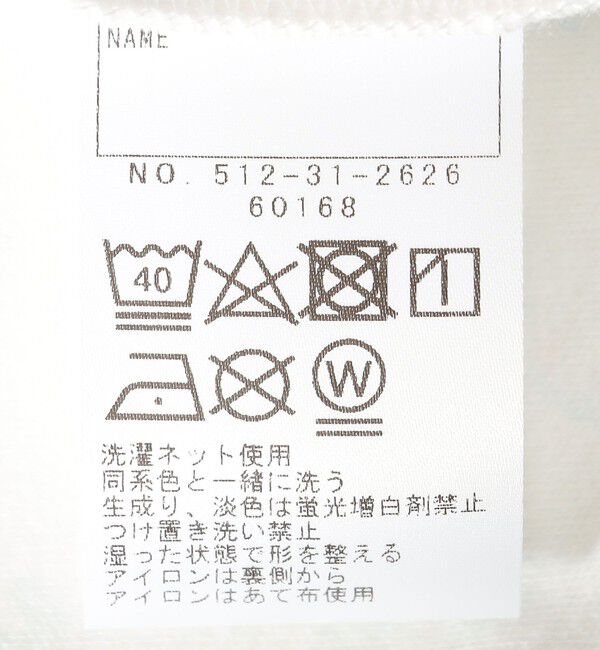 NAME
NO. 512-31-2626
60168
40
W
洗濯ネット使用
同系色と一緒に洗う
生成り、淡色は蛍光増白剤禁止
つけ置き洗い禁止
湿った状態で形を整える
アイロンは裏側から
アイロンはあて布使用